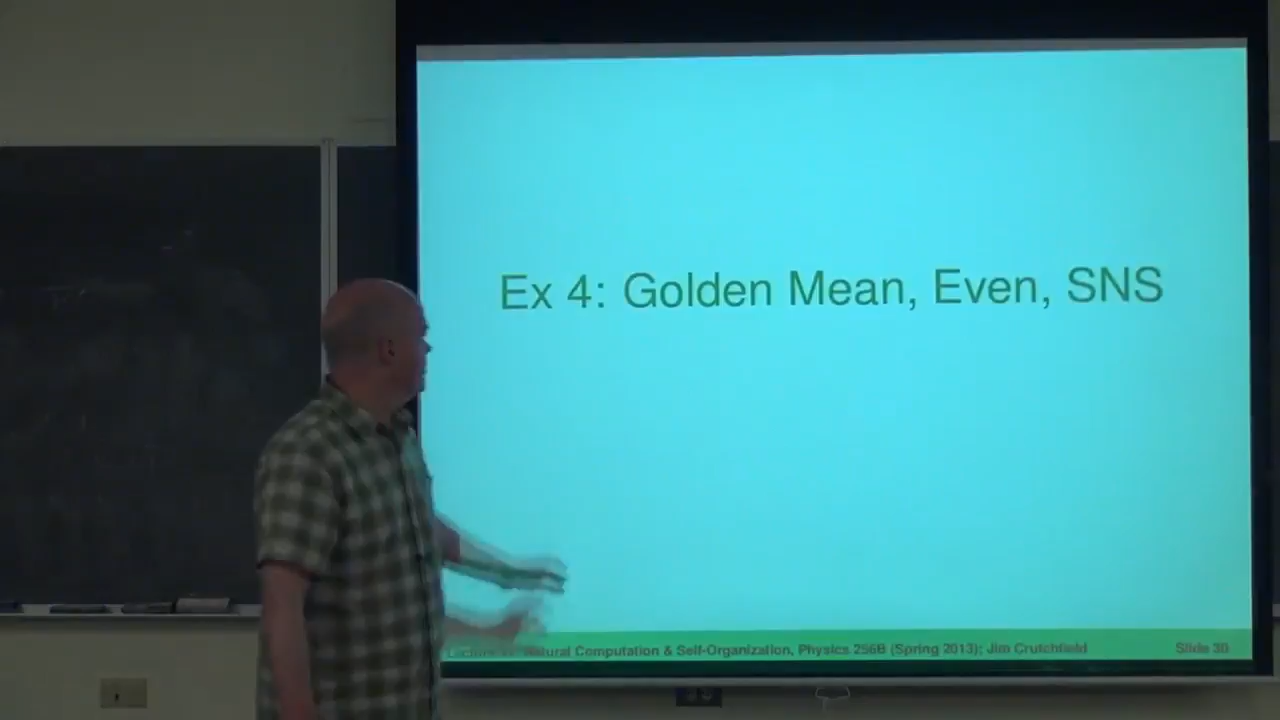 Ex 4: Golden Mean, Even, SNS
Natural Computation & Self-Organization, Physics 256B (Spring 2013); Jim Crutchfield
Slide 30